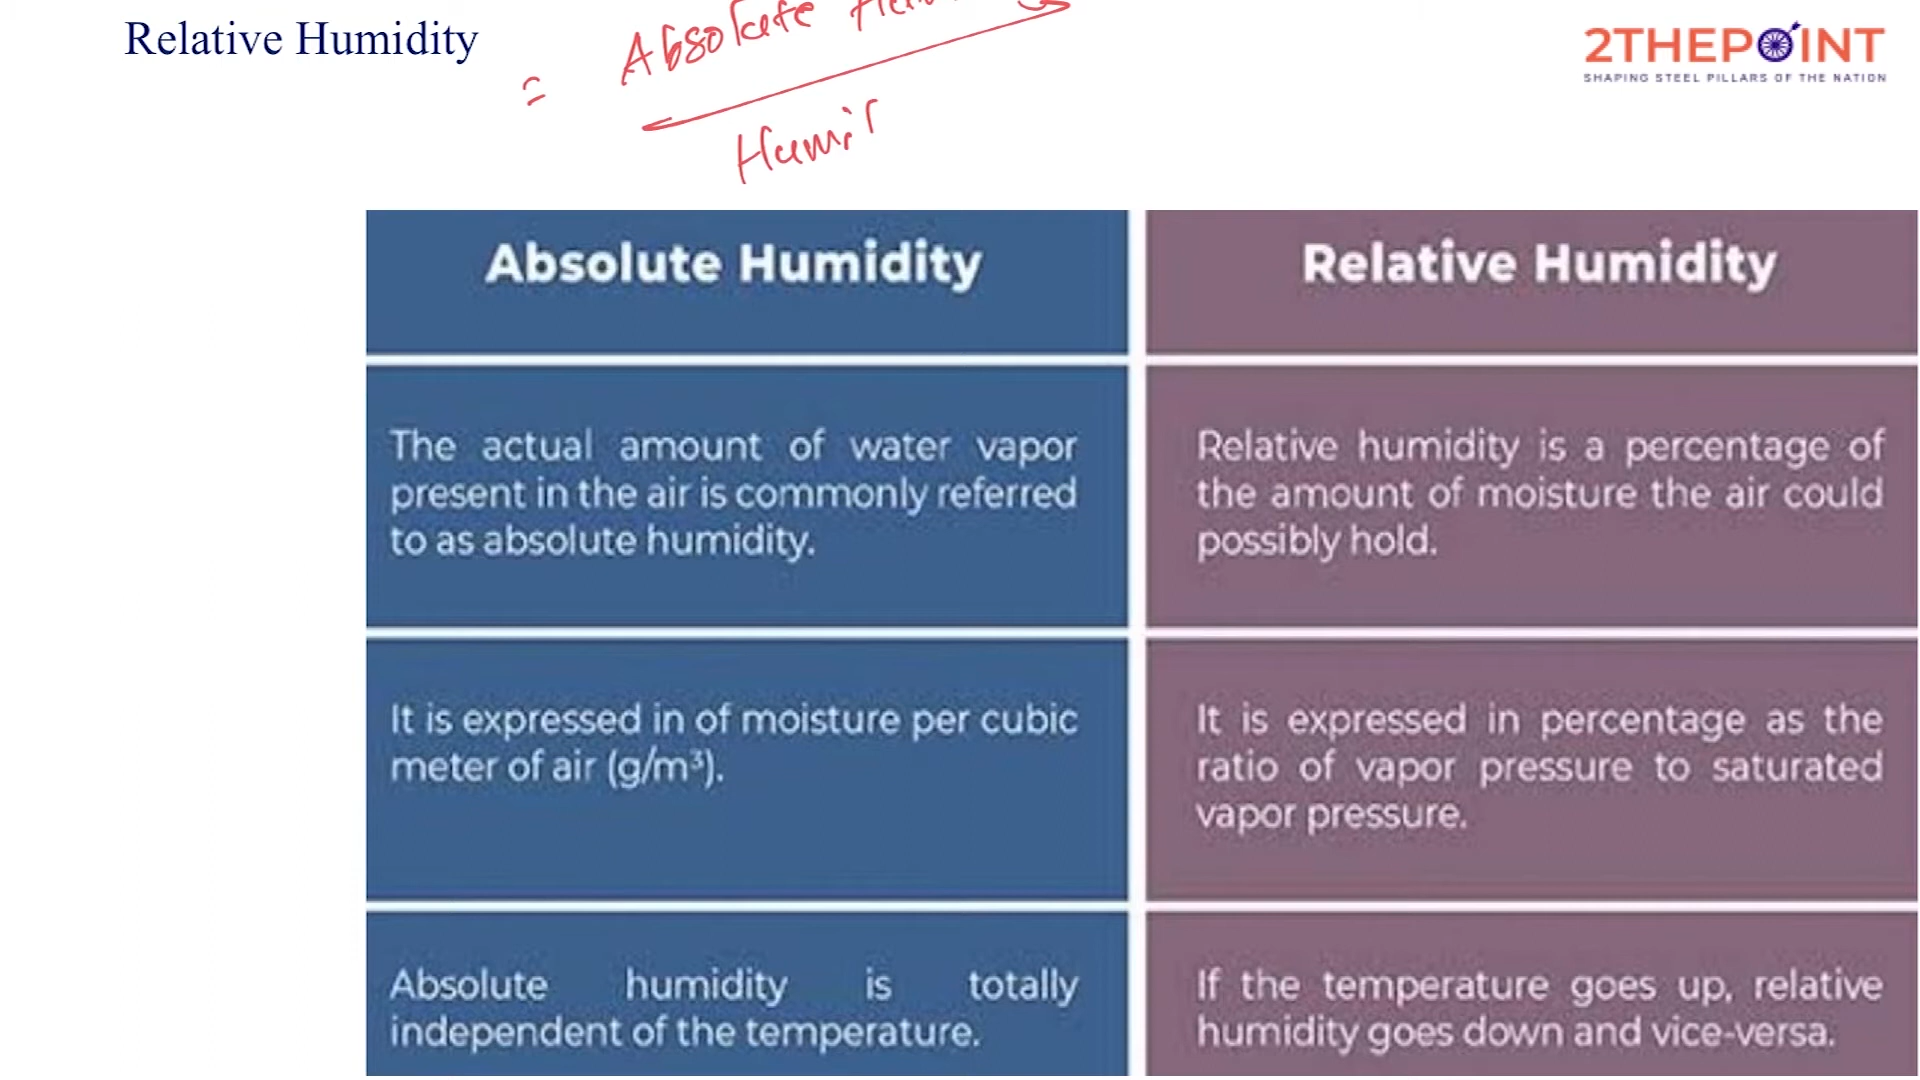 Relative Humidity
= Absolute
2THEPOINT
SHAPING STEEL PILLARS OF THE NATION
Absolute Humidity
Relative Humidity
The actual amount of water vapor
present in the air is commonly referred
to as absolute humidity.
Relative humidity is a percentage of
the amount of moisture the air could
possibly hold.
It is expressed in of moisture per cubic
meter of air (g/m³).
It is expressed in percentage as the
ratio of vapor pressure to saturated
vapor pressure.
Absolute humidity is totally
independent of the temperature.
If the temperature goes up, relative
humidity goes down and vice-versa.